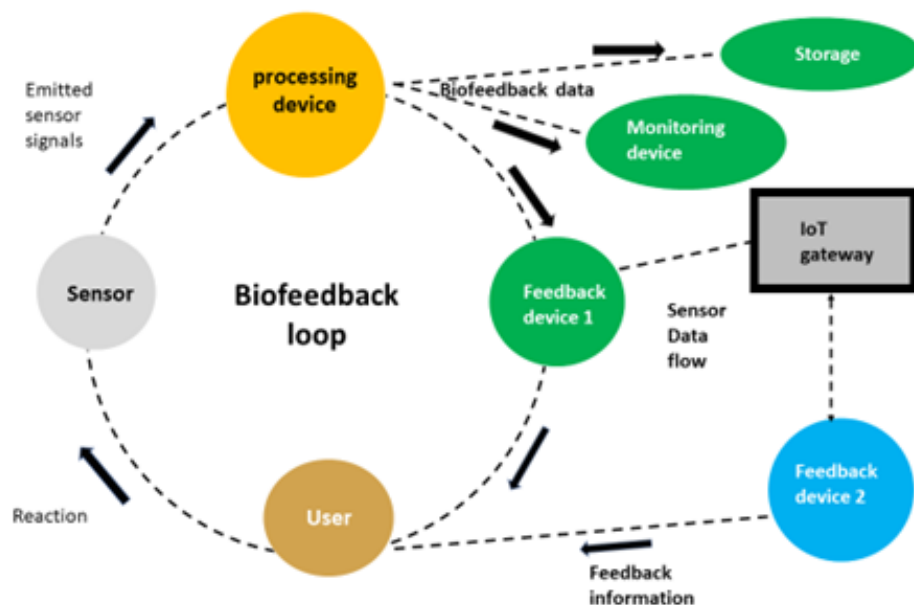 processing
device
Storage
Emitted
sensor
signals
Biofeedback data
Monitoring
device
IoT
gateway
Sensor
Biofeedback
loop
Feedback
device 1
Sensor
Data
flow
User
Feedback
device 2
Reaction
Feedback
information